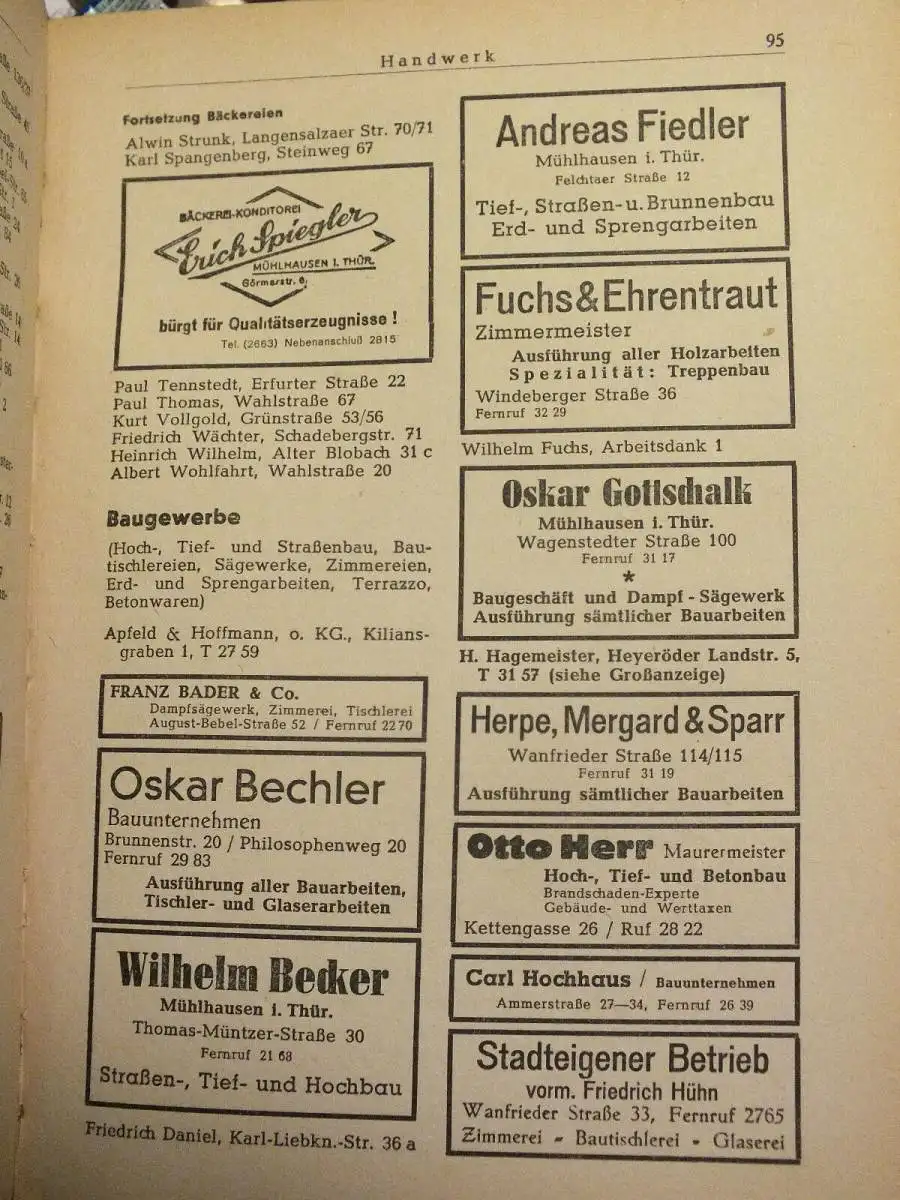 Handwerk
95
Fortsetzung Bäckereien
Alwin Strunk, Langensalzaer Str. 70/71
Karl Spangenberg, Steinweg 67
BÄCKEREI-KONDITOREI
Erich Spiegler
MÜHLHAUSEN I. THÜR.
Görmarstr. 6
bürgt für Qualitätserzeugnisse !
Tel. (2663) Nebenanschluß 2815
Paul Tennstedt, Erfurter Straße 22
Paul Thomas, Wahlstraße 67
Kurt Vollgold, Grünstraße 53/56
Friedrich Wächter, Schadebergstr. 71
Heinrich Wilhelm, Alter Blobach 31 c
Albert Wohlfahrt, Wahlstraße 20
Baugewerbe
(Hoch-, Tief- und Straßenbau, Bau-
tischlereien, Sägewerke, Zimmereien,
Erd- und Sprengarbeiten, Terrazzo,
Betonwaren)
Apfeld & Hoffmann, o. KG., Kilians-
graben 1, T 27 59
FRANZ BADER & Co.
Dampfsägewerk, Zimmerei, Tischlerei
August-Bebel-Straße 52 / Fernruf 22 70
Oskar Bechler
Bauunternehmen
Brunnenstr. 20 / Philosophenweg 20
Fernruf 29 83
Ausführung aller Bauarbeiten,
Tischler- und Glaserarbeiten
Wilhelm Becker
Mühlhausen i. Thür.
Thomas-Müntzer-Straße 30
Fernruf 21 68
Straßen-, Tief- und Hochbau
Friedrich Daniel, Karl-Liebkn.-Str. 36 a
Andreas Fiedler
Mühlhausen i. Thür.
Felchtaer Straße 12
Tief-, Straßen- u. Brunnenbau
Erd- und Sprengarbeiten
Fuchs & Ehrentraut
Zimmermeister
Ausführung aller Holzarbeiten
Spezialität: Treppenbau
Windeberger Straße 36
Fernruf 32 29
Wilhelm Fuchs, Arbeitsdank 1
Oskar Gottschalk
Mühlhausen i. Thür.
Wagenstedter Straße 100
Fernruf 31 17
*
Baugeschäft und Dampf - Sägewerk
Ausführung sämtlicher Bauarbeiten
H. Hagemeister, Heyeröder Landstr. 5,
T 31 57 (siehe Großanzeige)
Herpe, Mergard & Sparr
Wanfrieder Straße 114/115
Fernruf 31 19
Ausführung sämtlicher Bauarbeiten
Otto Herr Maurermeister
Hoch-, Tief- und Betonbau
Brandschaden-Experte
Gebäude- und Werttaxen
Kettengasse 26 / Ruf 28 22
Carl Hochhaus / Bauunternehmen
Ammerstraße 27—34, Fernruf 26 39
Stadteigener Betrieb
vorm. Friedrich Hühn
Wanfrieder Straße 33, Fernruf 2765
Zimmerei - Bautischlerei - Glaserei